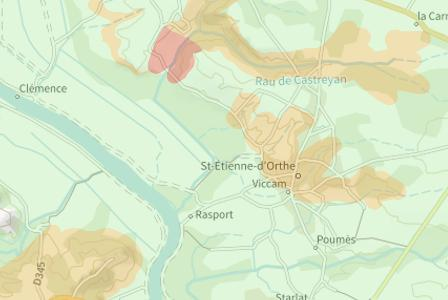 la Carr
Rau de Castreyan
Clémence
St-Étienne-d'Orthe
Viccam
Rasport
Poumès
D345
Starlat